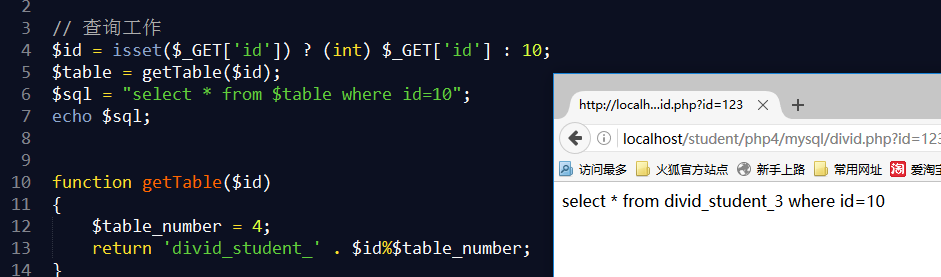 2
3 // 查询工作
4 $id = isset($_GET['id']) ? (int) $_GET['id'] : 10;
5 $table = getTable($id);
6 $sql = "select * from $table where id=10";
7 echo $sql;
8
9
10 function getTable($id)
11 {
12 $table_number = 4;
13 return 'divid_student_' . $id%$table_number;
14 }
http://localh...id.php?id=123
localhost/student/php4/mysql/divid.php?id=123
访问最多 火狐官方站点 新手上路 常用网址 淘 爱淘宝
select * from divid_student_3 where id=10